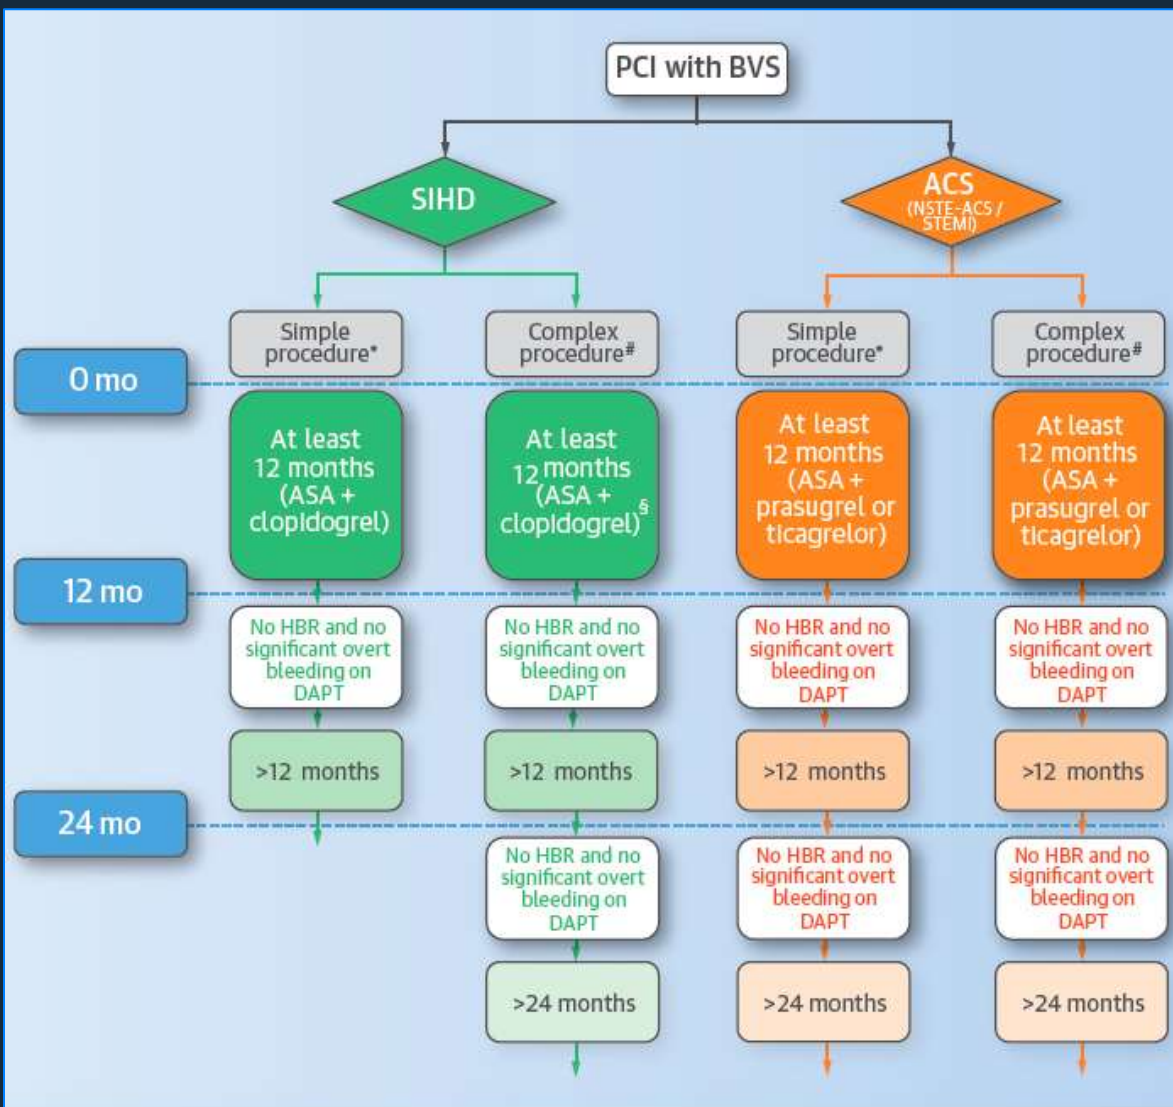 PCI with BVS
SIHD
ACS
(NSTE-ACS /
STEMI)
Simple
procedure*
Complex
procedure#
Simple
procedure*
Complex
procedure#
0 mo
At least
12 months
(ASA +
clopidogrel)
At least
12 months
(ASA +
clopidogrel)§
At least
12 months
(ASA +
prasugrel or
ticagrelor)
At least
12 months
(ASA +
prasugrel or
ticagrelor)
12 mo
No HBR and no
significant overt
bleeding on
DAPT
No HBR and no
significant overt
bleeding on
DAPT
No HBR and no
significant overt
bleeding on
DAPT
No HBR and no
significant overt
bleeding on
DAPT
>12 months
>12 months
>12 months
>12 months
24 mo
No HBR and no
significant overt
bleeding on
DAPT
No HBR and no
significant overt
bleeding on
DAPT
No HBR and no
significant overt
bleeding on
DAPT
>24 months
>24 months
>24 months